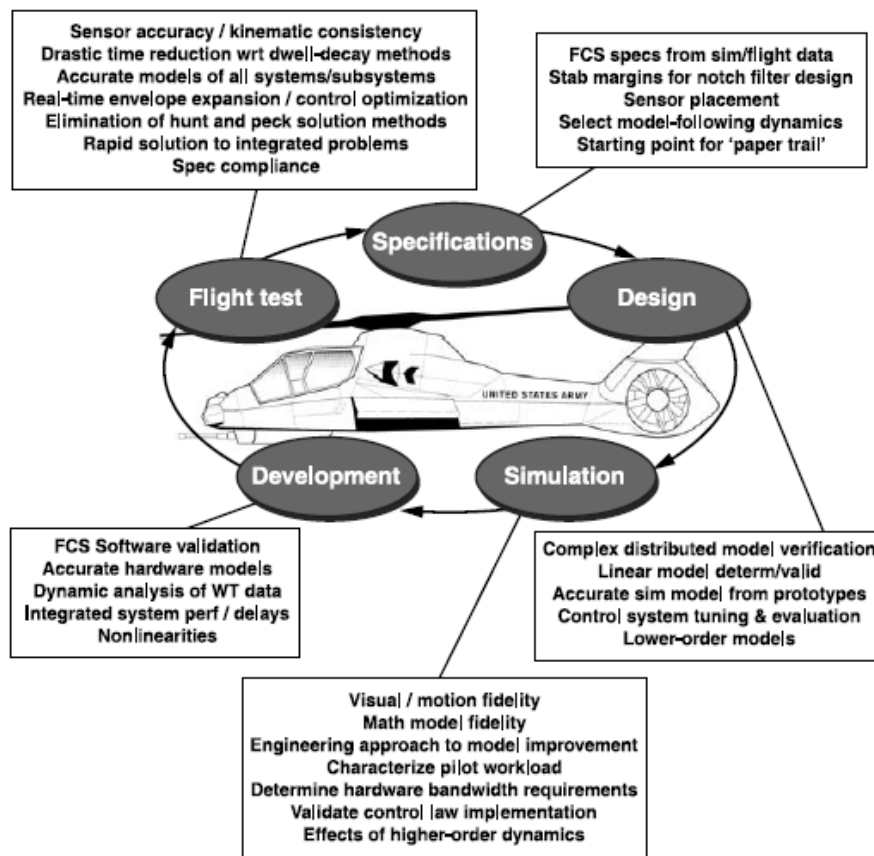 Sensor accuracy / kinematic consistency
Drastic time reduction wrt dwell-decay methods
Accurate models of all systems/subsystems
Real-time envelope expansion / control optimization
Elimination of hunt and peck solution methods
Rapid solution to integrated problems
Spec compliance
FCS specs from sim/flight data
Stab margins for notch filter design
Sensor placement
Select model-following dynamics
Starting point for ‘paper trail’
Specifications
Flight test
Design
UNITED STATES ARMY
Development
Simulation
FCS Software validation
Accurate hardware models
Dynamic analysis of WT data
Integrated system perf / delays
Nonlinearities
Complex distributed model verification
Linear model determ/valid
Accurate sim model from prototypes
Control system tuning & evaluation
Lower-order models
Visual / motion fidelity
Math model fidelity
Engineering approach to model improvement
Characterize pilot workload
Determine hardware bandwidth requirements
Validate control law implementation
Effects of higher-order dynamics